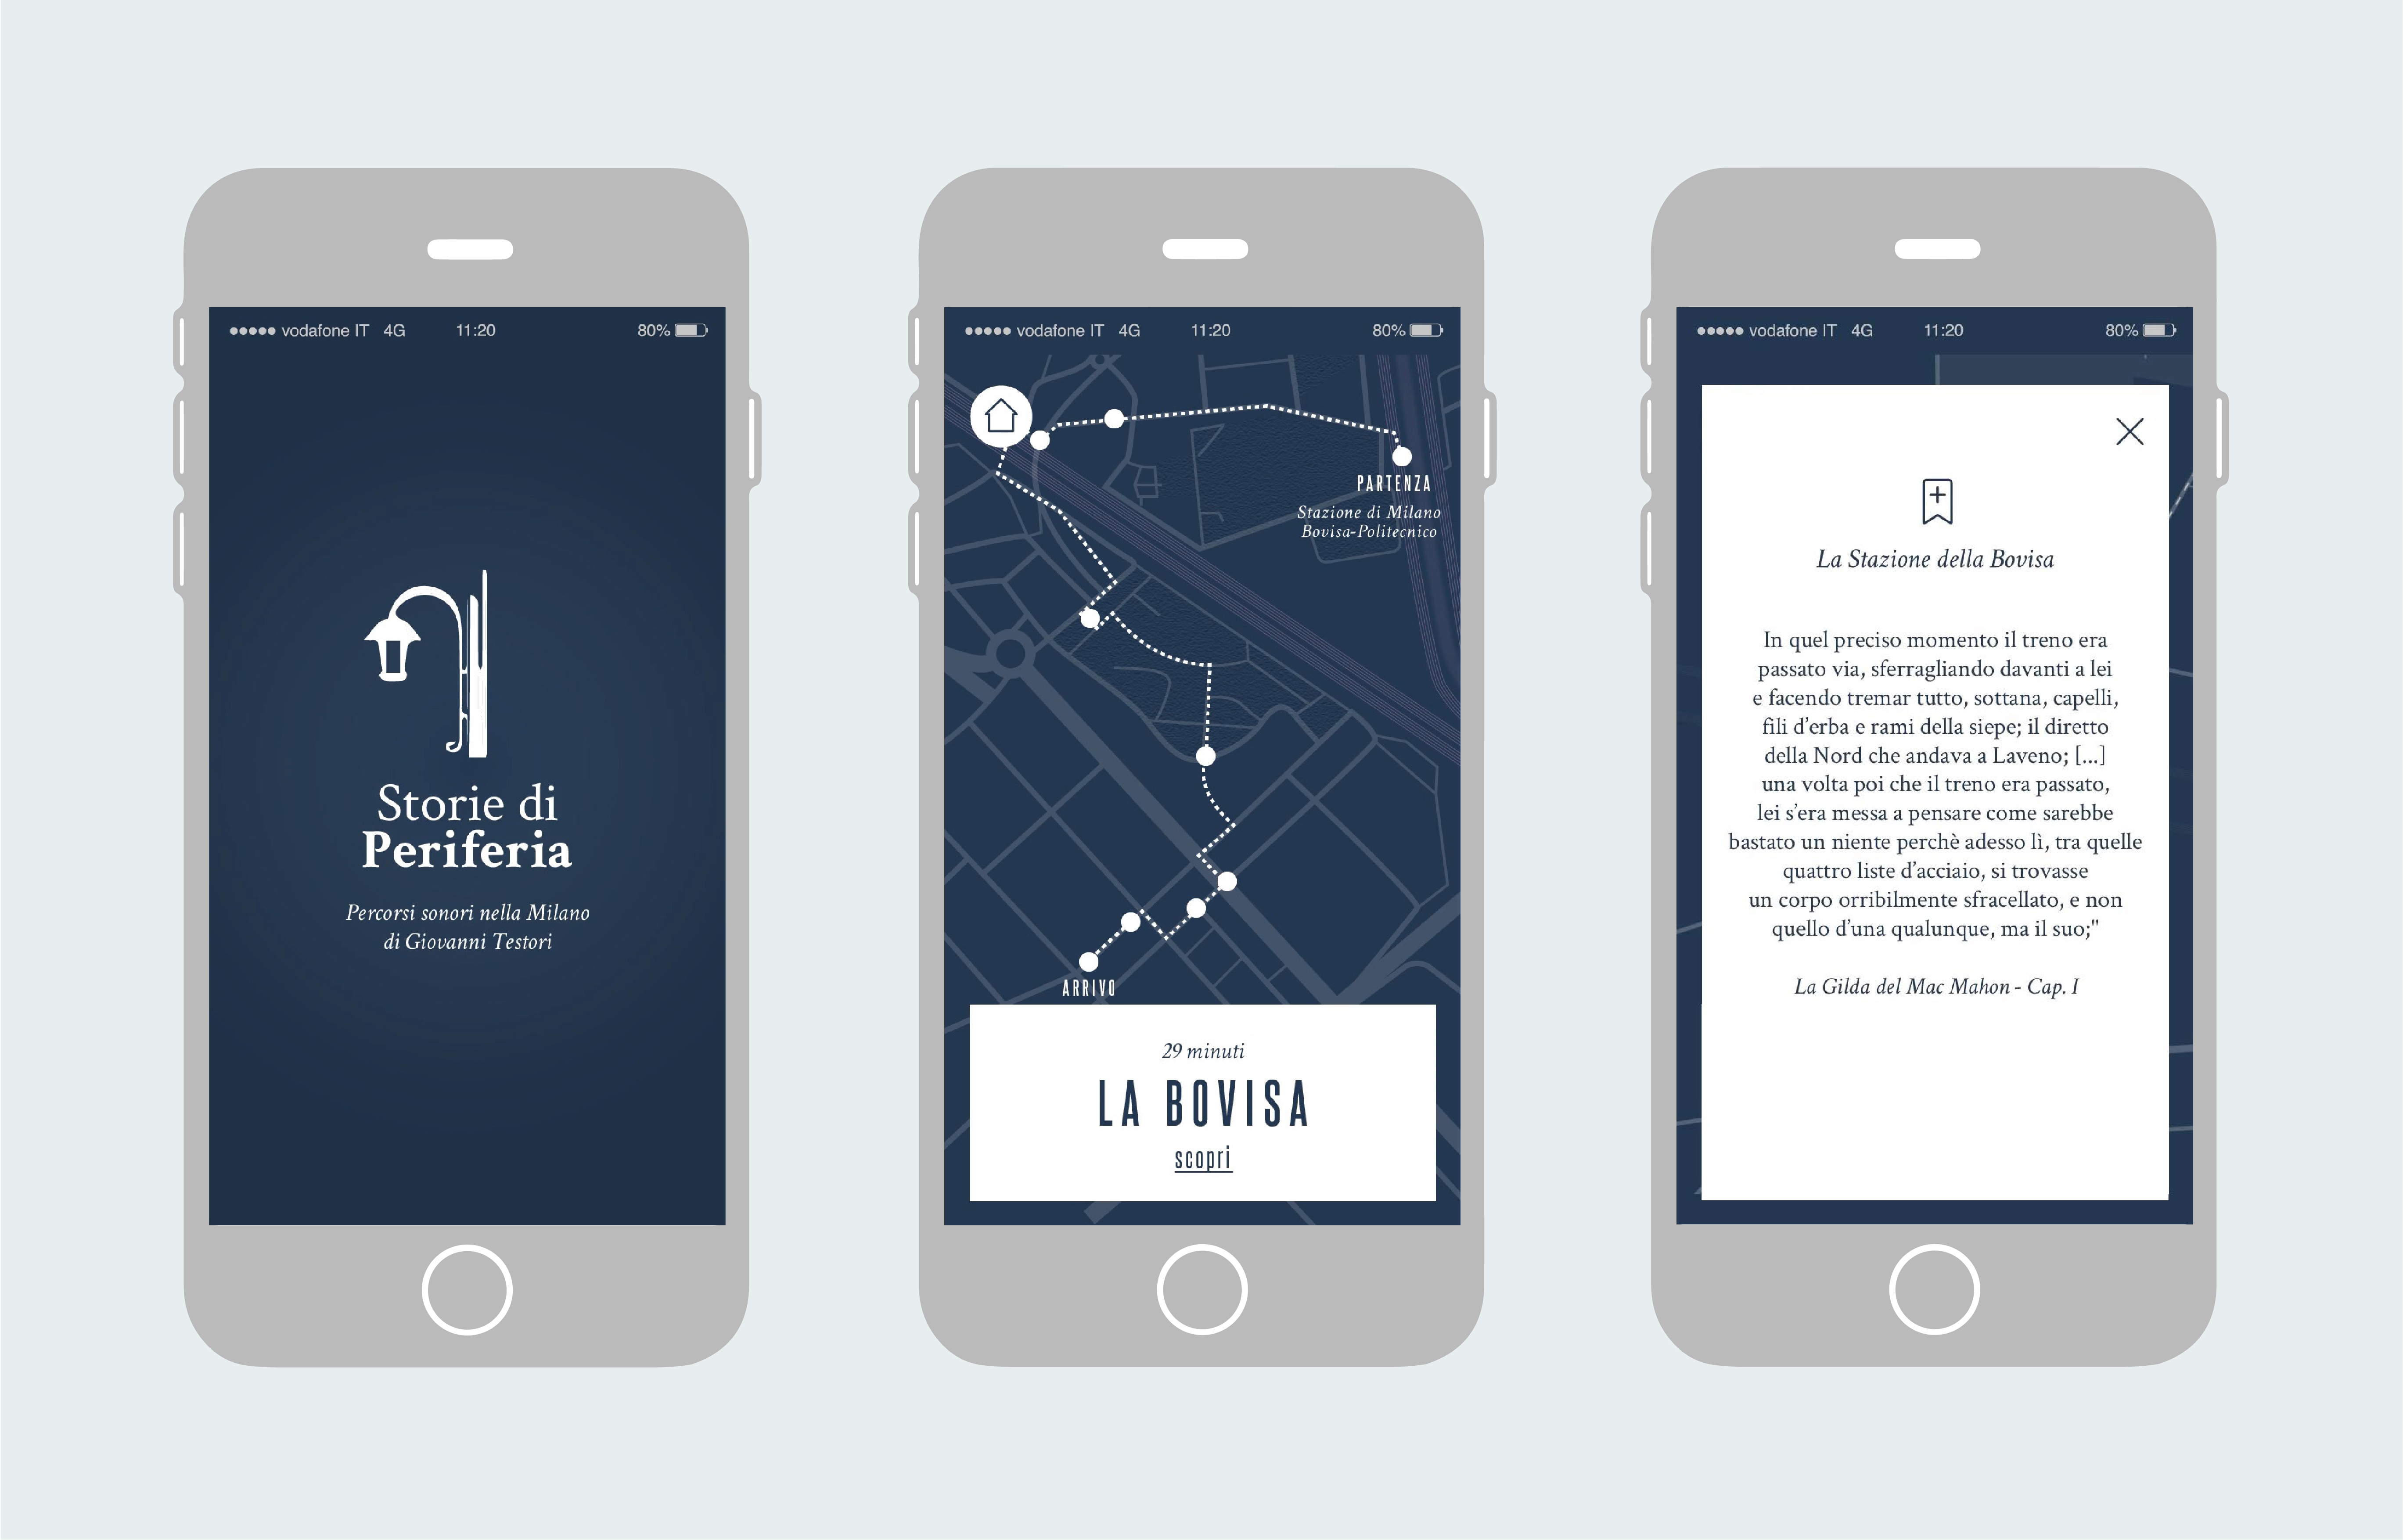 vodafone IT 4G 11:20 80%
Storie di
Periferia
Percorsi sonori nella Milano
di Giovanni Testori
vodafone IT 4G 11:20 80%
PARTENZA
Stazione di Milano
Bovisa-Politecnico
ARRIVO
29 minuti
LA BOVISA
scopri
vodafone IT 4G 11:20 80%
La Stazione della Bovisa
In quel preciso momento il treno era
passato via, sferragliando davanti a lei
e facendo tremar tutto, sottana, capelli,
fili d’erba e rami della siepe; il diretto
della Nord che andava a Laveno; [...]
una volta poi che il treno era passato,
lei s’era messa a pensare come sarebbe
bastato un niente perchè adesso lì, tra quelle
quattro liste d’acciaio, si trovasse
un corpo orribilmente sfracellato, e non
quello d’una qualunque, ma il suo;"
La Gilda del Mac Mahon - Cap. I